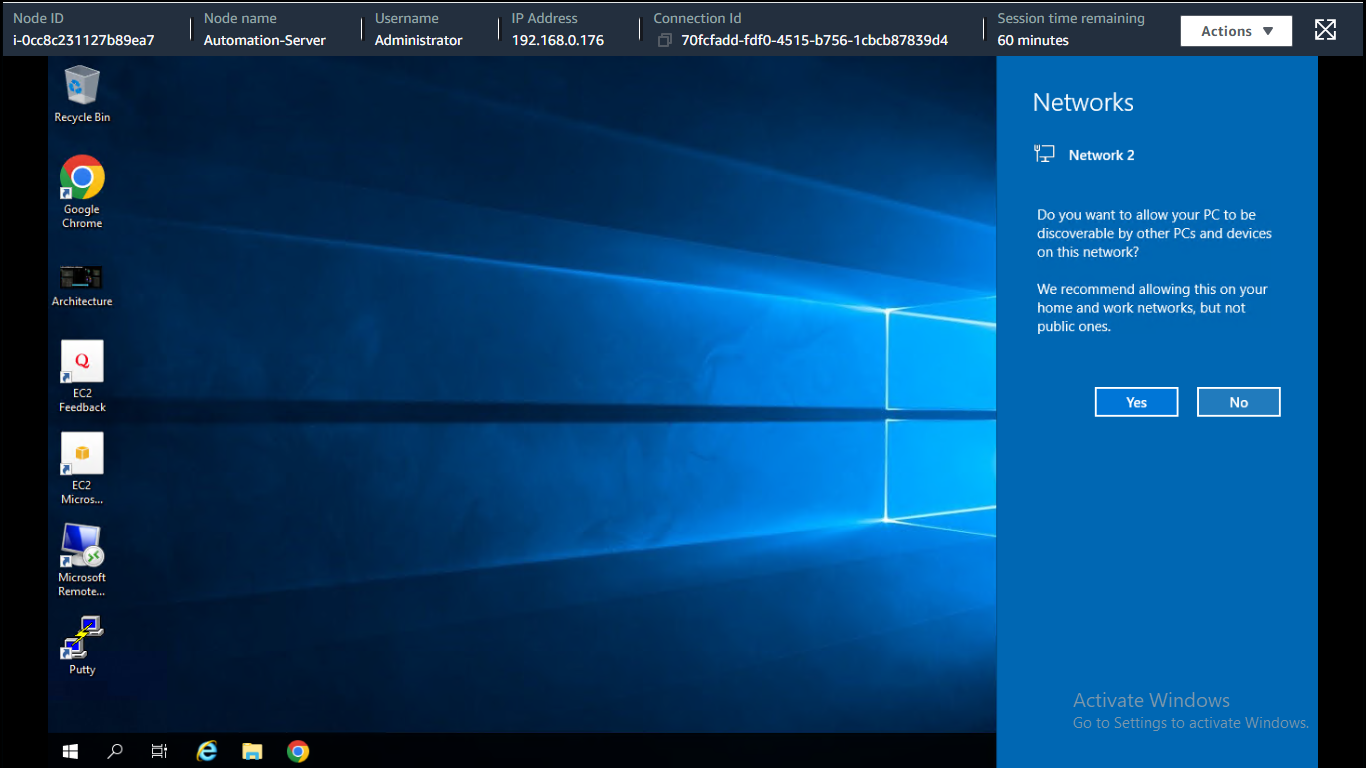 Node ID
i-0cc8c231127b89ea7
Node name
Automation-Server
Username
Administrator
IP Address
192.168.0.176
Connection Id
70fcfadd-fdf0-4515-b756-1cbcb87839d4
Session time remaining
60 minutes
Actions
Recycle Bin
Google
Chrome
Architecture
Q
EC2
Feedback
EC2
Micros...
Microsoft
Remote...
Putty
Networks
Network 2
Do you want to allow your PC to be
discoverable by other PCs and devices
on this network?
We recommend allowing this on your
home and work networks, but not
public ones.
Yes
No
Activate Windows
Go to Settings to activate Windows.